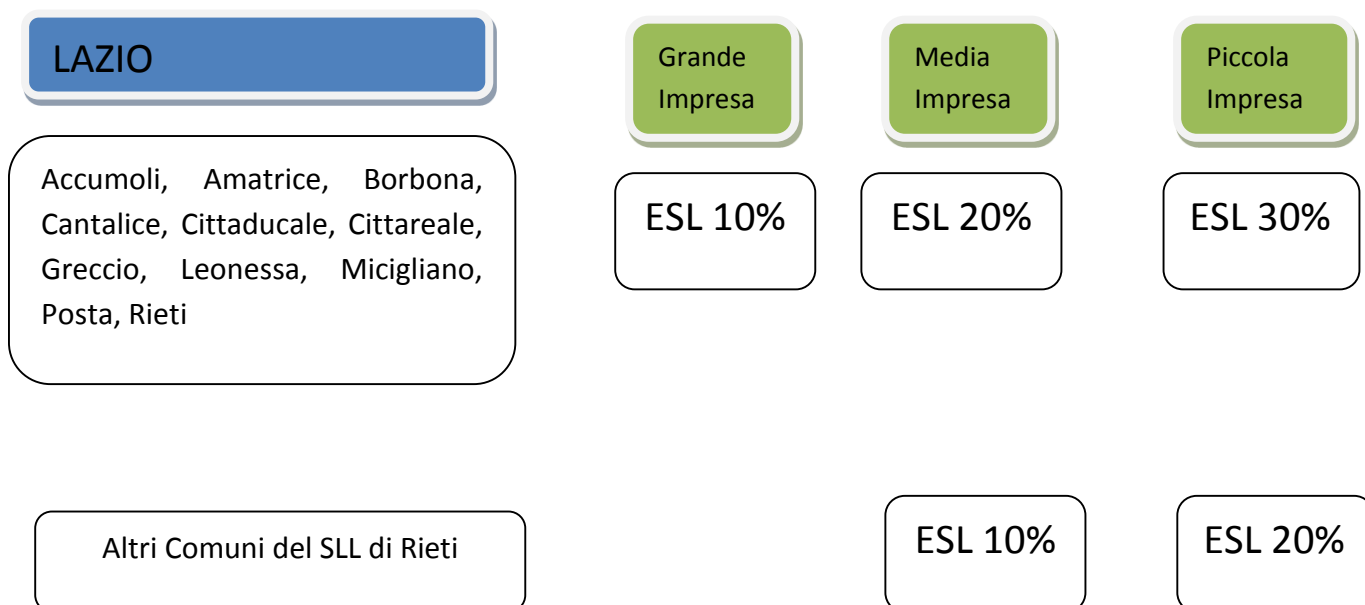 LAZIO
Grande
Impresa
Media
Impresa
Piccola
Impresa
Accumoli, Amatrice, Borbona,
Cantalice, Cittaducale, Cittareale,
Greccio, Leonessa, Micigliano,
Posta, Rieti
ESL 10%
ESL 20%
ESL 30%
Altri Comuni del SLL di Rieti
ESL 10%
ESL 20%